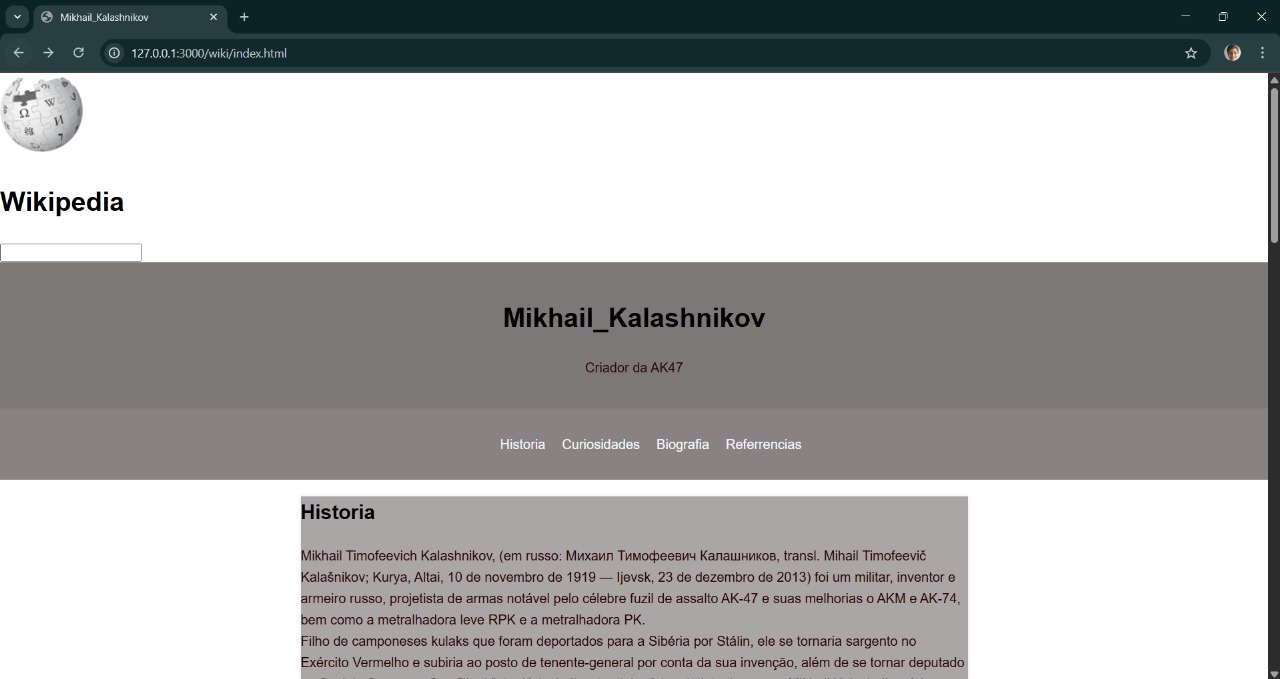 Mikhail_Kalashnikov
127.0.0.1:3000/wiki/index.html
W
Ω
И
維
7
Wikipedia
Mikhail_Kalashnikov
Criador da AK47
Historia Curiosidades Biografia Referrencias
Historia
Mikhail Timofeevich Kalashnikov, (em russo: Михаил Тимофеевич Калашников, transl. Mihail Timofeevič
Kalašnikov; Kurya, Altai, 10 de novembro de 1919 — Ijevsk, 23 de dezembro de 2013) foi um militar, inventor e
armeiro russo, projetista de armas notável pelo célebre fuzil de assalto AK-47 e suas melhorias o AKM e AK-74,
bem como a metralhadora leve RPK e a metralhadora PK.
Filho de camponeses kulaks que foram deportados para a Sibéria por Stálin, ele se tornaria sargento no
Exército Vermelho e subiria ao posto de tenente-general por conta da sua invenção, além de se tornar deputado